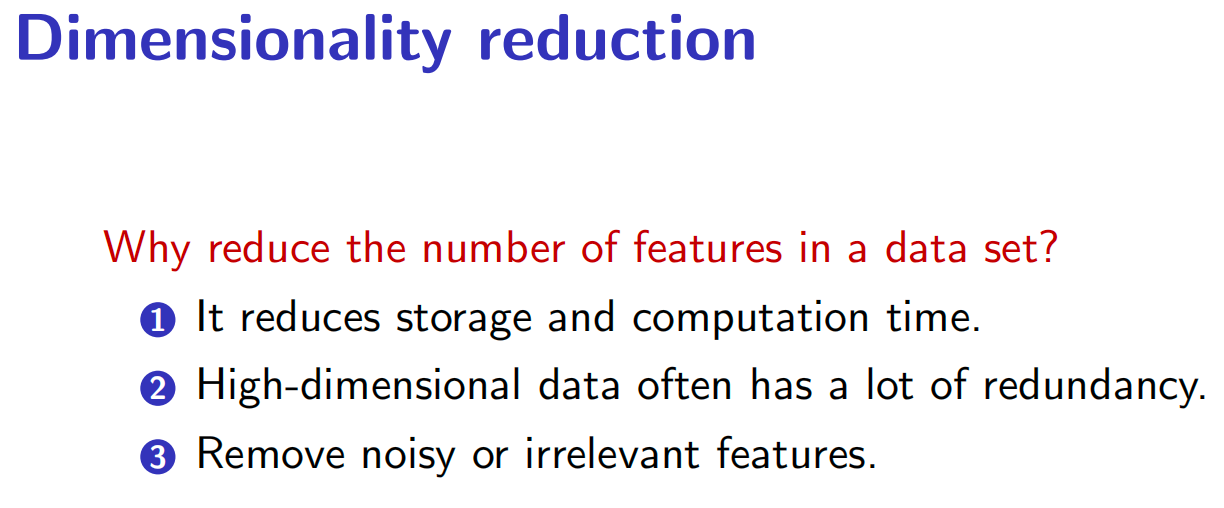 Dimensionality reduction
Why reduce the number of features in a data set?
1 It reduces storage and computation time.
2 High-dimensional data often has a lot of redundancy.
3 Remove noisy or irrelevant features.